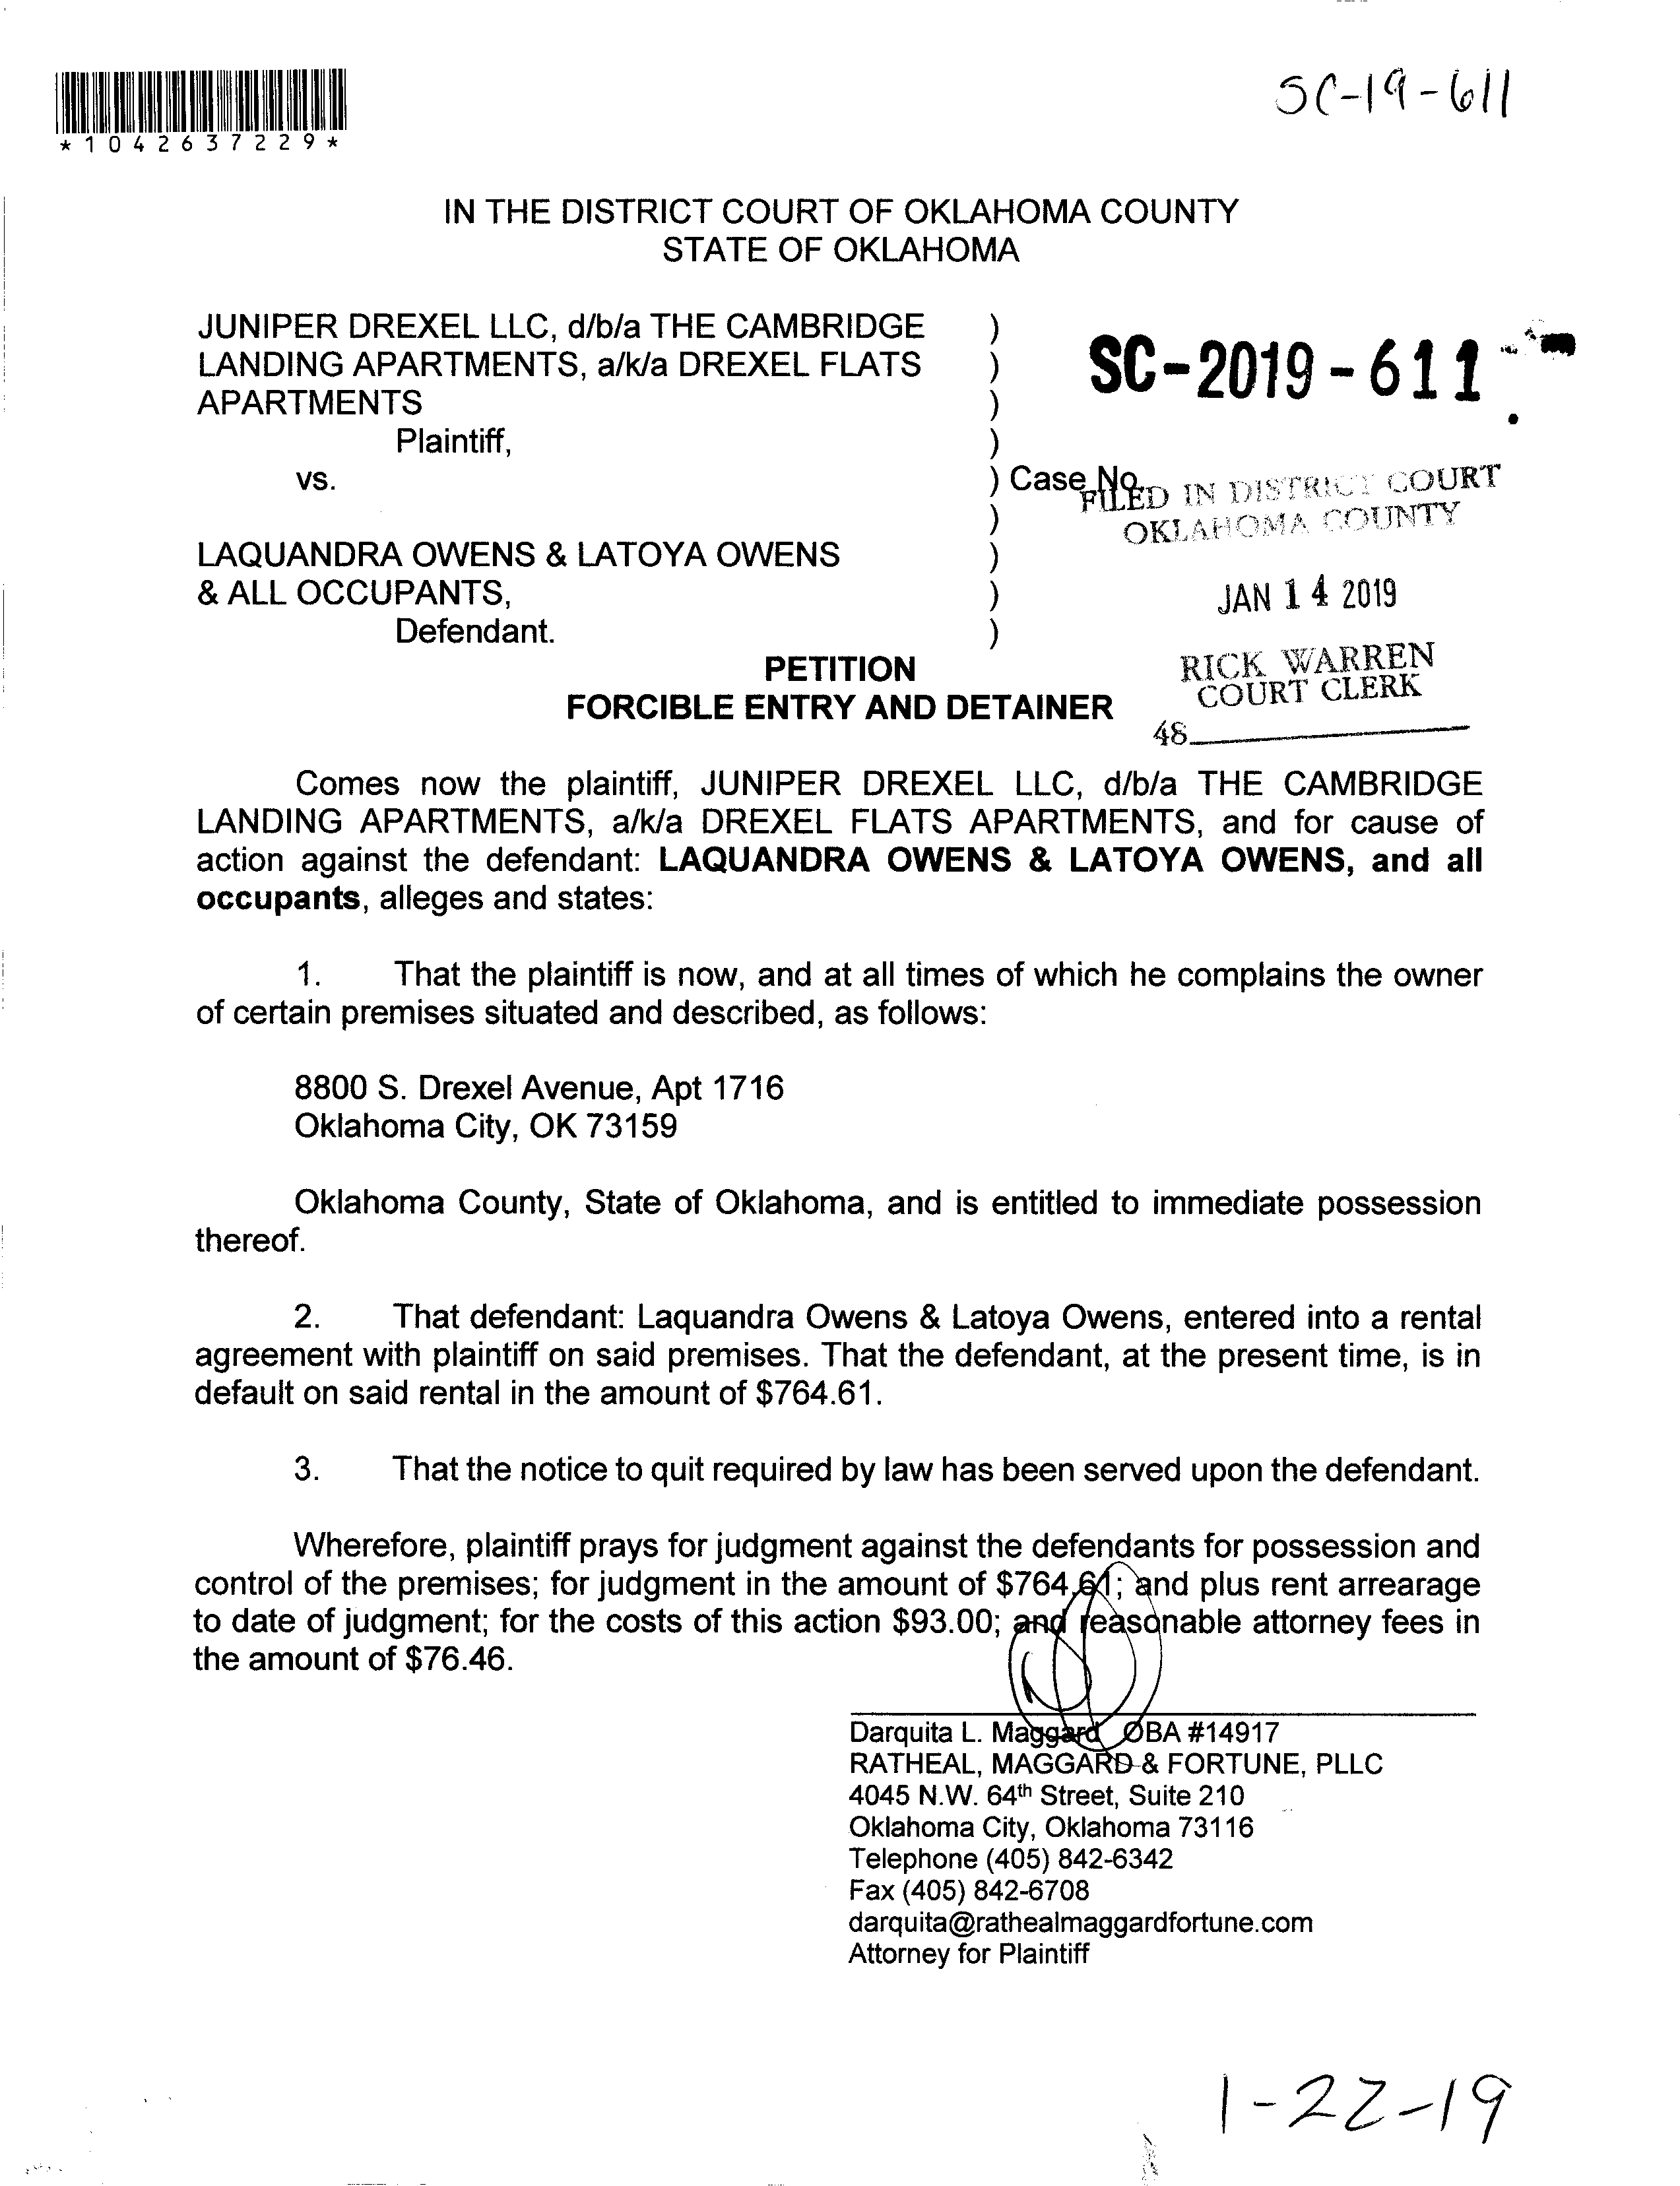 SC-19-611
*1042637229*
IN THE DISTRICT COURT OF OKLAHOMA COUNTY
STATE OF OKLAHOMA
JUNIPER DREXEL LLC, d/b/a THE CAMBRIDGE )
LANDING APARTMENTS, a/k/a DREXEL FLATS )
APARTMENTS )
Plaintiff, )
SC-2019-611
vs. ) Case No.
)
LAQUANDRA OWENS & LATOYA OWENS )
& ALL OCCUPANTS, )
Defendant. )
FILED IN DISTRICT COURT
OKLAHOMA COUNTY
JAN 14 2019
RICK WARREN
COURT CLERK
48
PETITION
FORCIBLE ENTRY AND DETAINER
Comes now the plaintiff, JUNIPER DREXEL LLC, d/b/a THE CAMBRIDGE
LANDING APARTMENTS, a/k/a DREXEL FLATS APARTMENTS, and for cause of
action against the defendant: LAQUANDRA OWENS & LATOYA OWENS, and all
occupants, alleges and states:
1. That the plaintiff is now, and at all times of which he complains the owner
of certain premises situated and described, as follows:
8800 S. Drexel Avenue, Apt 1716
Oklahoma City, OK 73159
Oklahoma County, State of Oklahoma, and is entitled to immediate possession
thereof.
2. That defendant: Laquandra Owens & Latoya Owens, entered into a rental
agreement with plaintiff on said premises. That the defendant, at the present time, is in
default on said rental in the amount of $764.61.
3. That the notice to quit required by law has been served upon the defendant.
Wherefore, plaintiff prays for judgment against the defendants for possession and
control of the premises; for judgment in the amount of $764.61; and plus rent arrearage
to date of judgment; for the costs of this action $93.00; and reasonable attorney fees in
the amount of $76.46.
Darquita L. Maggard OBA #14917
RATHEAL, MAGGARD & FORTUNE, PLLC
4045 N.W. 64th Street, Suite 210
Oklahoma City, Oklahoma 73116
Telephone (405) 842-6342
Fax (405) 842-6708
darquita@rathealmaggardfortune.com
Attorney for Plaintiff
1-22-19